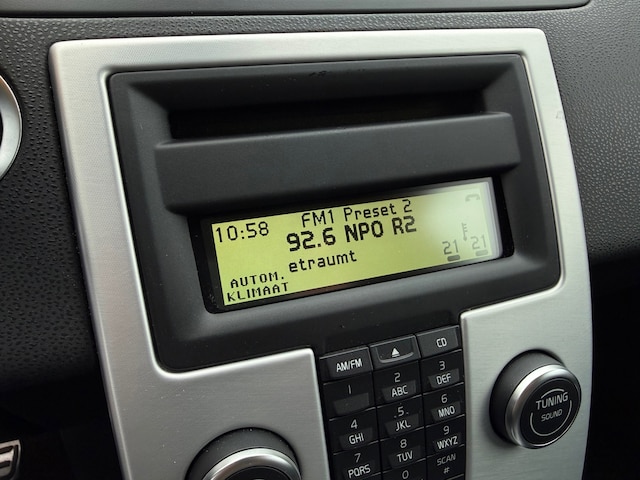 FM1 Preset 2
10:58
92.6 NPO R2
etraumt
21 21
AUTOM.
KLIMAAT
AM/FM
CD
1
2 ABC
3 DEF
4 GHI
.5. JKL
6 MNO
7 PQRS
8 TUV
9 WXYZ
SCAN
#
TUNING
SOUND